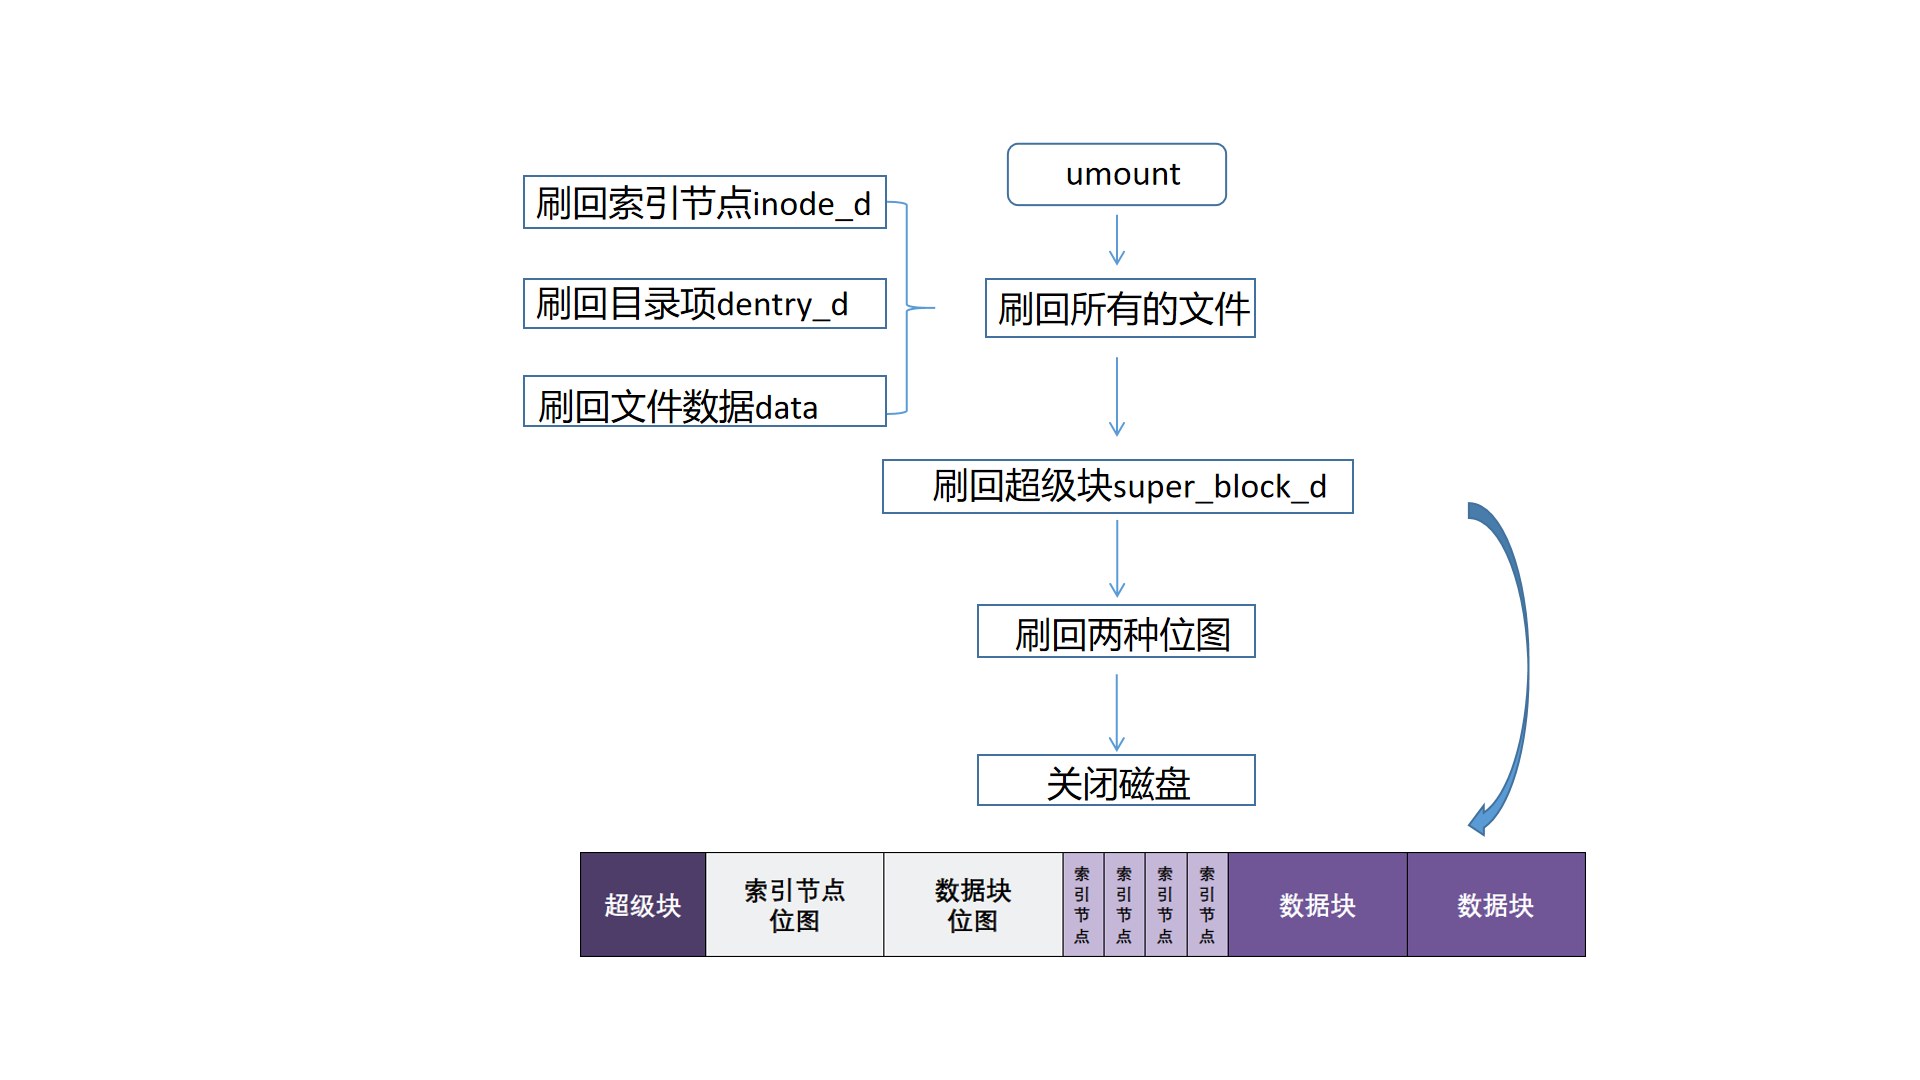 umount
刷回索引节点inode_d
刷回目录项dentry_d
刷回文件数据data
刷回所有的文件
刷回超级块super_block_d
刷回两种位图
关闭磁盘
超级块
索引节点
位图
数据块
位图
索引节点
索引节点
索引节点
索引节点
数据块
数据块